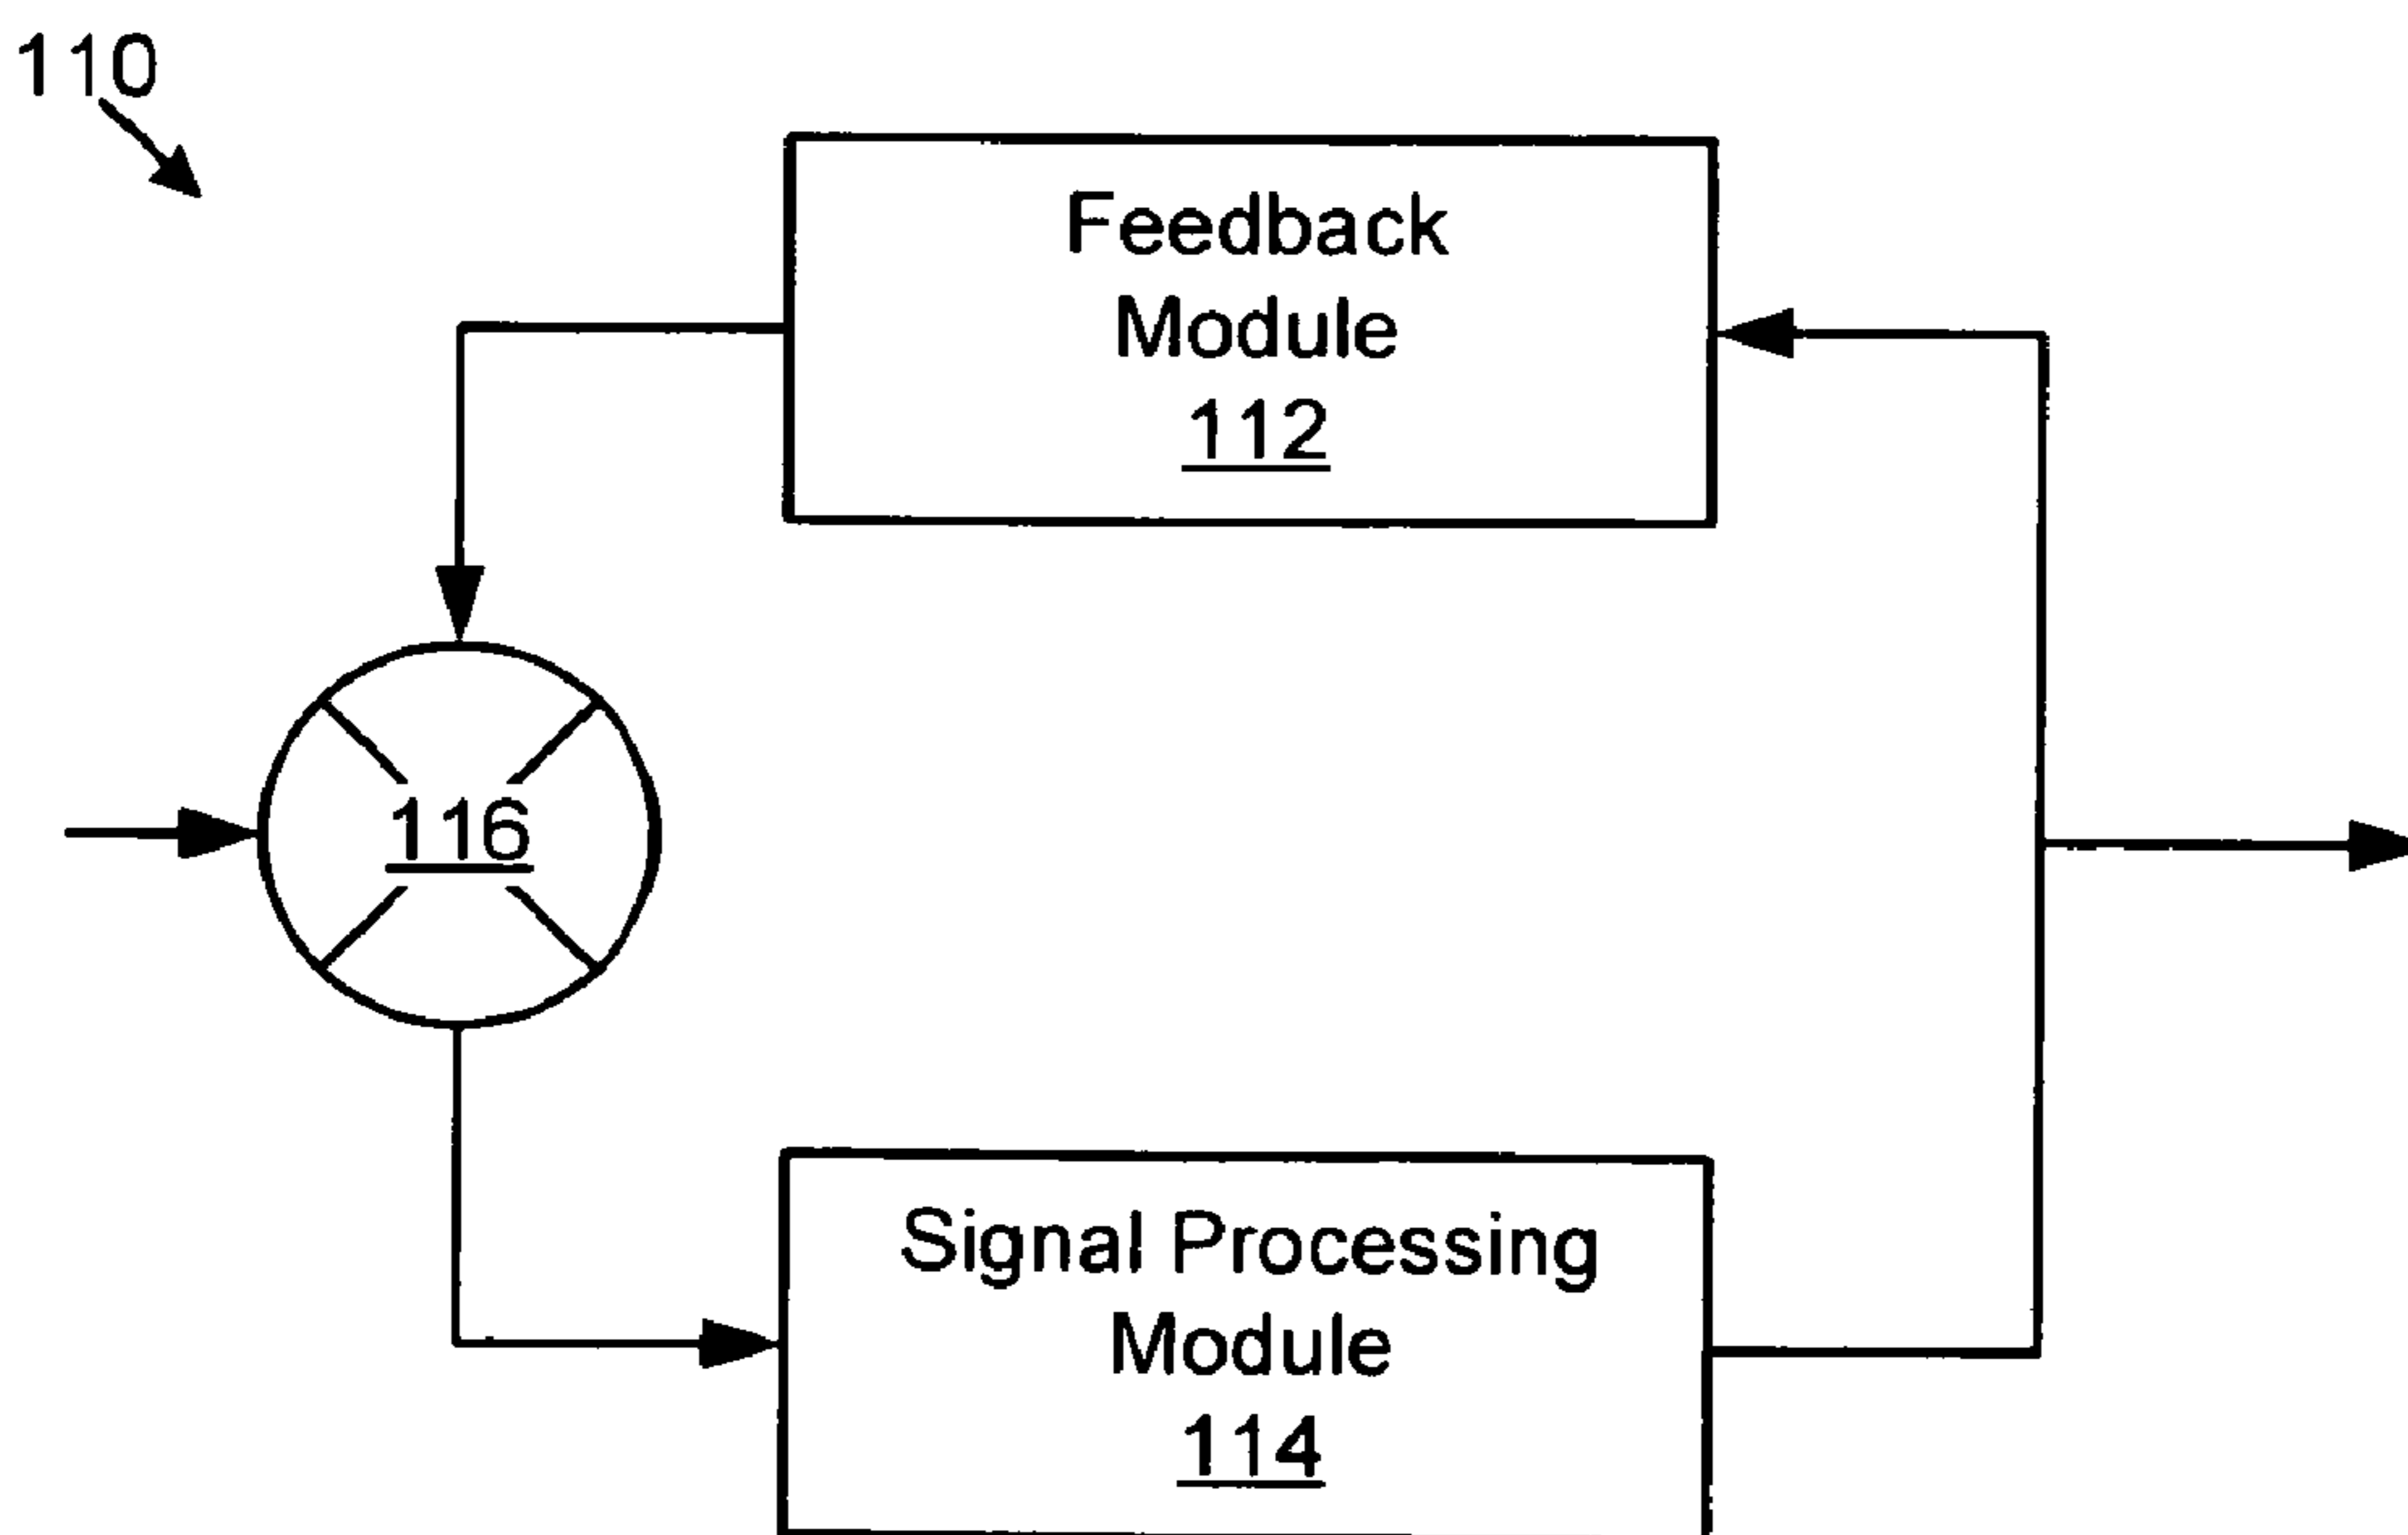 110
Feedback
Module
112
116
Signal Processing
Module
114